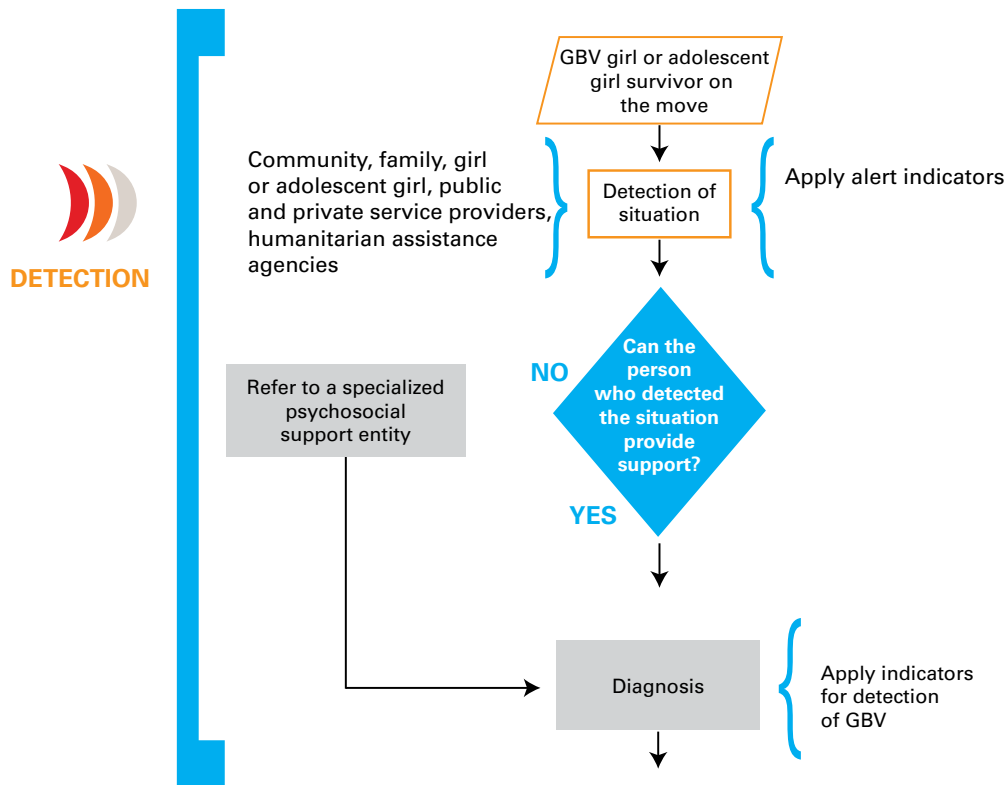 GBV girl or adolescent
girl survivor on
the move
Community, family, girl
or adolescent girl, public
and private service providers,
humanitarian assistance
agencies
Detection of
situation
Apply alert indicators
DETECTION
Can the
person
who detected
the situation
provide
support?
NO
YES
Refer to a specialized
psychosocial
support entity
Diagnosis
Apply indicators
for detection
of GBV